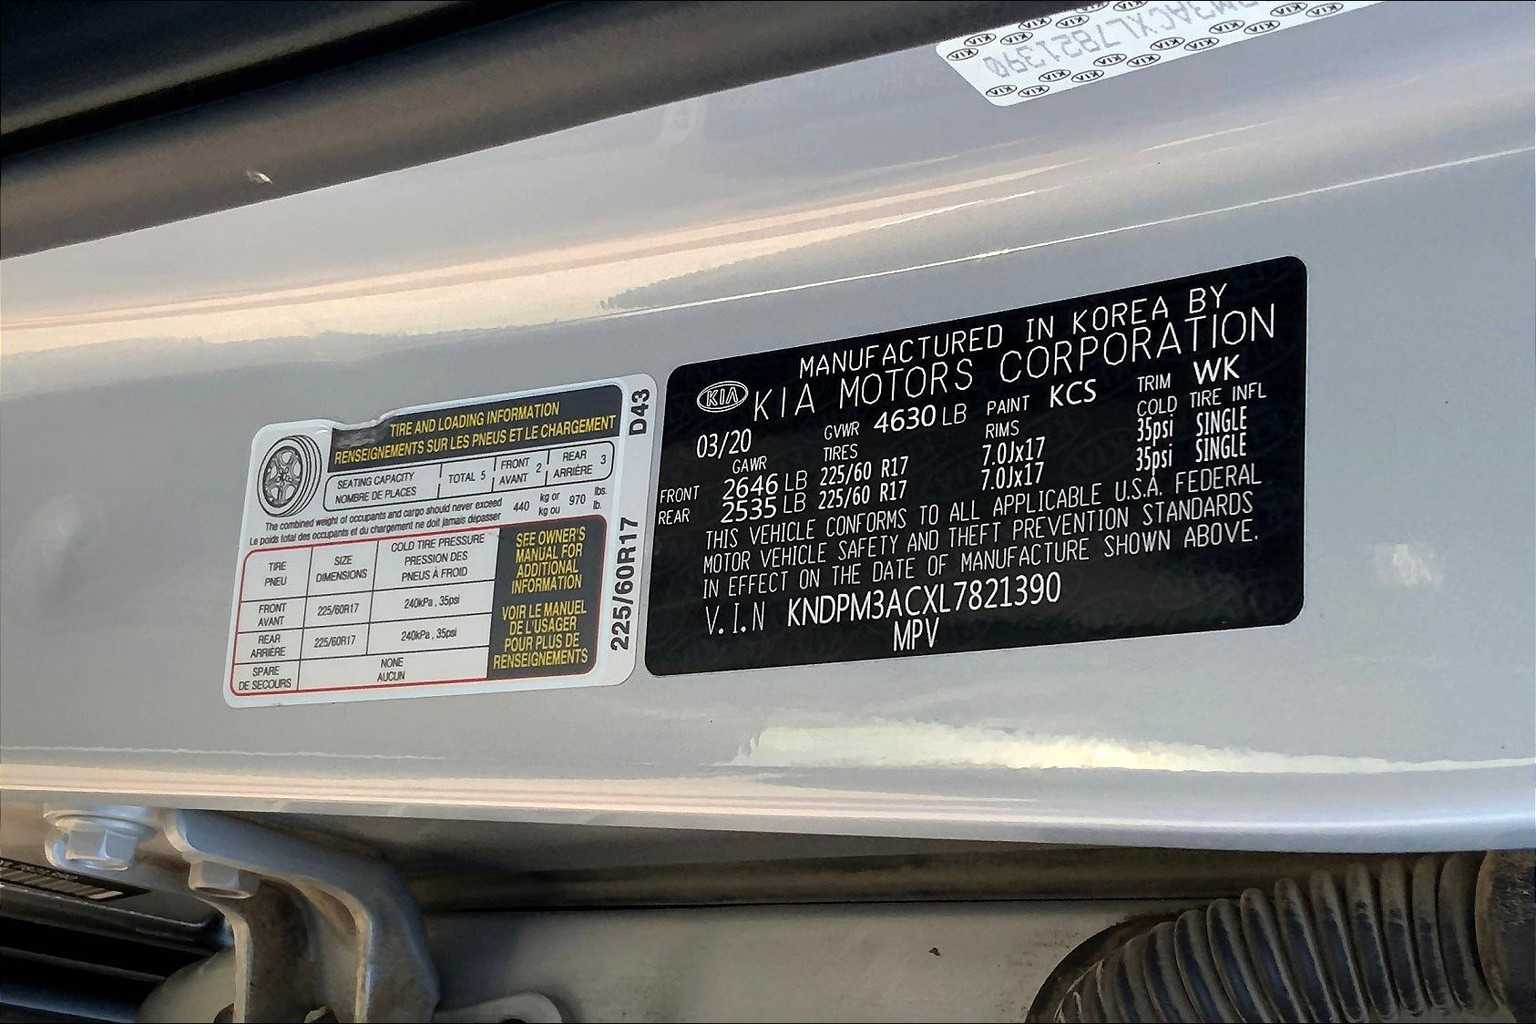 M3ACXL7821390
KIA
MANUFACTURED IN KOREA BY
KIA MOTORS CORPORATION
03/20 GVWR 4630 LB PAINT KCS TRIM WK
GAWR TIRES RIMS COLD TIRE INFL
FRONT 2646 LB 225/60 R17 7.0Jx17 35psi SINGLE
REAR 2535 LB 225/60 R17 7.0Jx17 35psi SINGLE
THIS VEHICLE CONFORMS TO ALL APPLICABLE U.S.A. FEDERAL
MOTOR VEHICLE SAFETY AND THEFT PREVENTION STANDARDS
IN EFFECT ON THE DATE OF MANUFACTURE SHOWN ABOVE.
V.I.N KNDPM3ACXL7821390
MPV
TIRE AND LOADING INFORMATION
RENSEIGNEMENTS SUR LES PNEUS ET LE CHARGEMENT
SEATING CAPACITY
NOMBRE DE PLACES
TOTAL 5
FRONT
AVANT
2
REAR
ARRIÈRE
3
The combined weight of occupants and cargo should never exceed
Le poids total des occupants et du chargement ne doit jamais dépasser
440
kg or
kg ou
970
lbs.
lb.
TIRE
PNEU
SIZE
DIMENSIONS
COLD TIRE PRESSURE
PRESSION DES
PNEUS À FROID
FRONT
AVANT
225/60R17
240kPa, 35psi
REAR
ARRIÈRE
225/60R17
240kPa, 35psi
SPARE
DE SECOURS
NONE
AUCUN
SEE OWNER'S
MANUAL FOR
ADDITIONAL
INFORMATION
VOIR LE MANUEL
DE L'USAGER
POUR PLUS DE
RENSEIGNEMENTS
D43
225/60R17